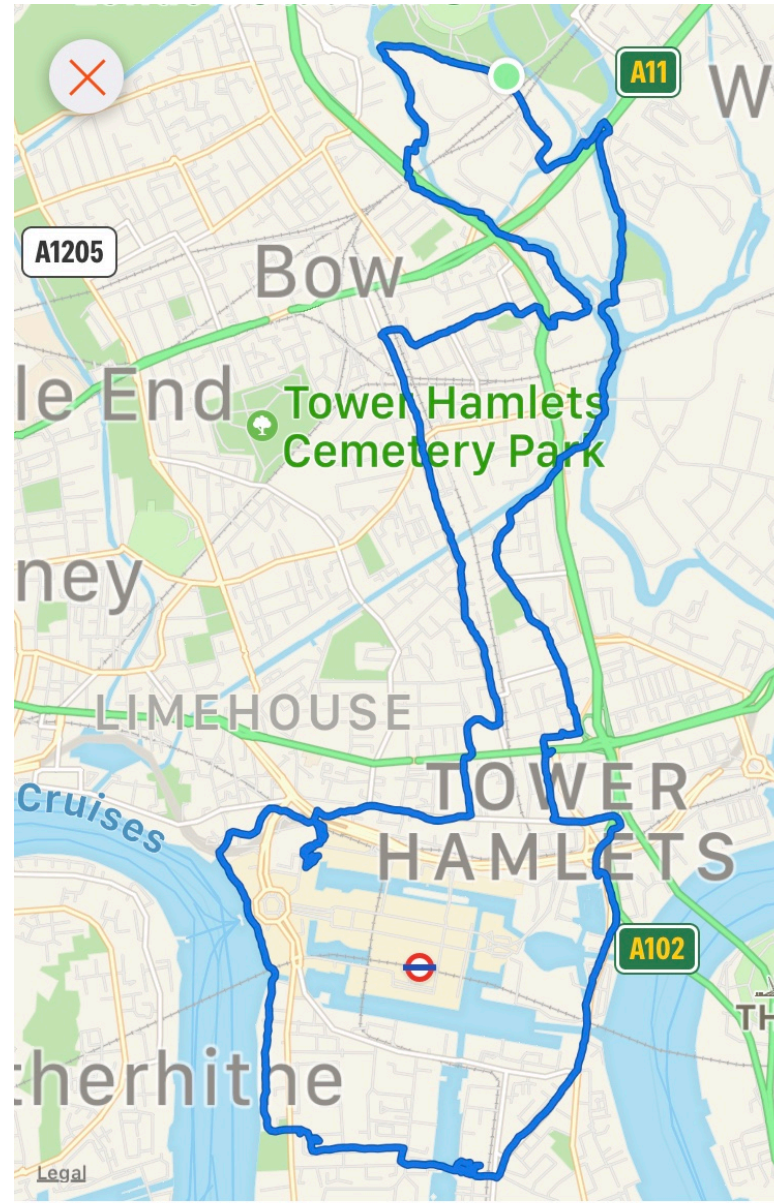 A11
W
A1205
Bow
le End
Tower Hamlets
Cemetery Park
ney
LIMEHOUSE
Cruises
TOWER
HAMLETS
A102
TH
therhithe
Legal